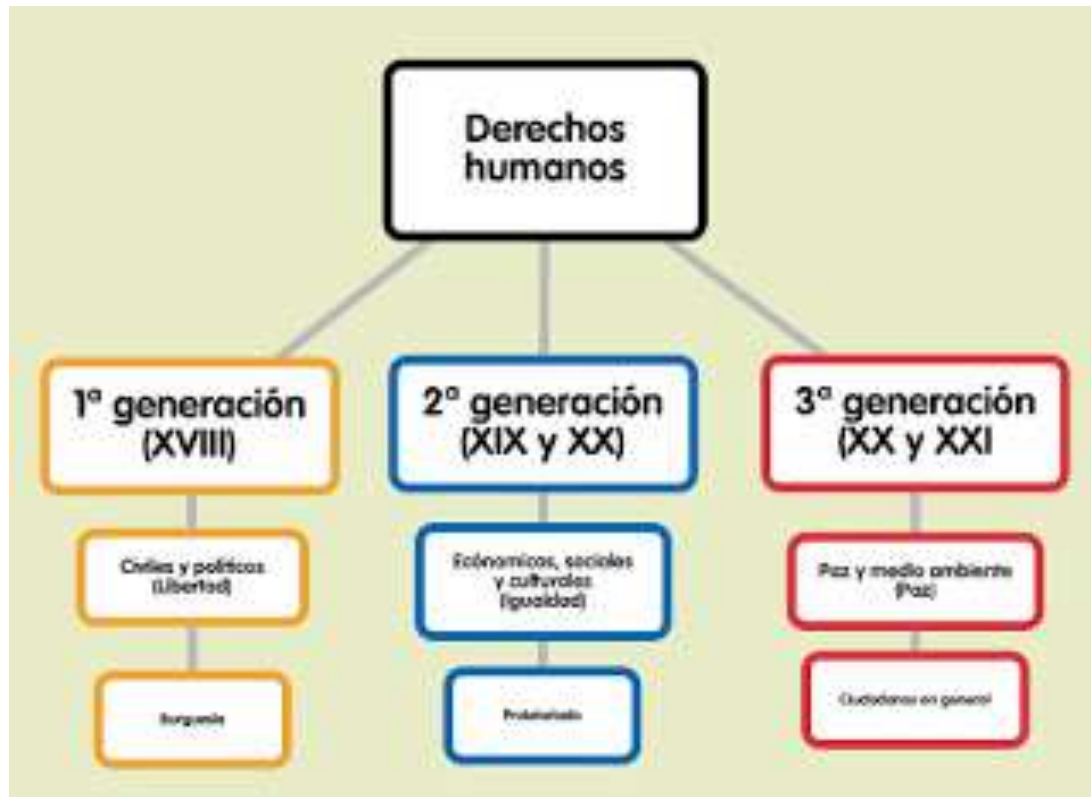 Derechos
humanos
1ª generación
(XVIII)
2ª generación
(XIX y XX)
3ª generación
(XX y XXI
Civiles y políticos
(Libertad)
Ecónomicos, sociales
y culturales
(Igualdad)
Paz y medio ambiente
(Paz)
Burguesía
Proletariado
Ciudadanos en general